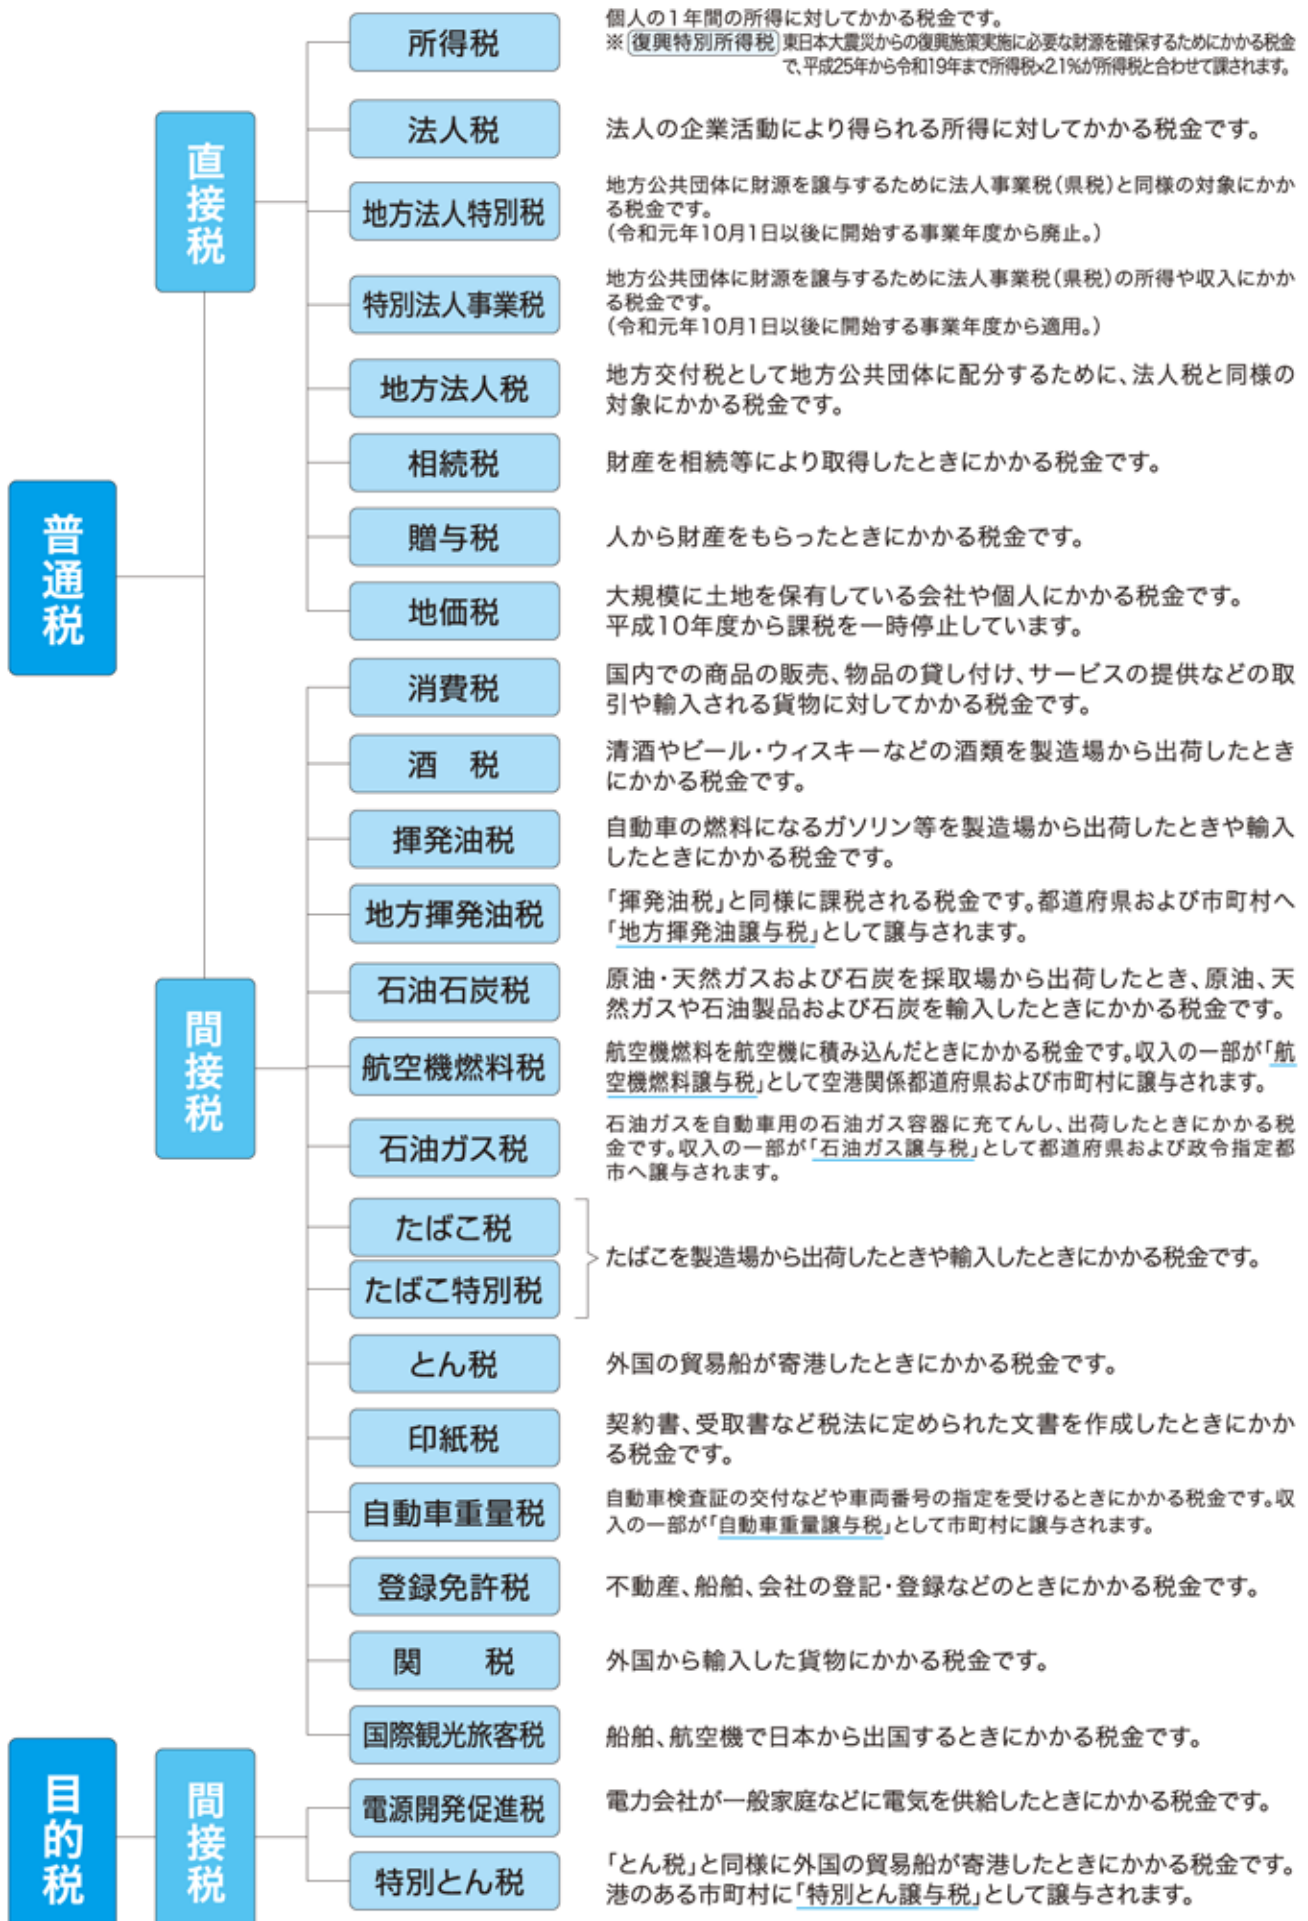 普通税
直接税
所得税
個人の1年間の所得に対してかかる税金です。
※復興特別所得税 東日本大震災からの復興施策実施に必要な財源を確保するためにかかる税金
で、平成25年から令和19年まで所得税×2.1%が所得税と合わせて課されます。
法人税
法人の企業活動により得られる所得に対してかかる税金です。
地方法人特別税
地方公共団体に財源を譲与するために法人事業税(県税)と同様の対象にかか
る税金です。
(令和元年10月1日以後に開始する事業年度から廃止。)
特別法人事業税
地方公共団体に財源を譲与するために法人事業税(県税)の所得や収入にかか
る税金です。
(令和元年10月1日以後に開始する事業年度から適用。)
地方法人税
地方交付税として地方公共団体に配分するために、法人税と同様の
対象にかかる税金です。
相続税
財産を相続等により取得したときにかかる税金です。
贈与税
人から財産をもらったときにかかる税金です。
地価税
大規模に土地を保有している会社や個人にかかる税金です。
平成10年度から課税を一時停止しています。
間接税
消費税
国内での商品の販売、物品の貸し付け、サービスの提供などの取
引や輸入される貨物に対してかかる税金です。
酒 税
清酒やビール・ウィスキーなどの酒類を製造場から出荷したとき
にかかる税金です。
揮発油税
自動車の燃料になるガソリン等を製造場から出荷したときや輸入
したときにかかる税金です。
地方揮発油税
「揮発油税」と同様に課税される税金です。都道府県および市町村へ
「地方揮発油譲与税」として譲与されます。
石油石炭税
原油・天然ガスおよび石炭を採取場から出荷したとき、原油、天
然ガスや石油製品および石炭を輸入したときにかかる税金です。
航空機燃料税
航空機燃料を航空機に積み込んだときにかかる税金です。収入の一部が「航
空機燃料譲与税」として空港関係都道府県および市町村に譲与されます。
石油ガス税
石油ガスを自動車用の石油ガス容器に充てんし、出荷したときにかかる税
金です。収入の一部が「石油ガス譲与税」として都道府県および政令指定都
市へ譲与されます。
たばこ税
たばこ特別税
たばこを製造場から出荷したときや輸入したときにかかる税金です。
とん税
外国の貿易船が寄港したときにかかる税金です。
印紙税
契約書、受取書など税法に定められた文書を作成したときにかか
る税金です。
自動車重量税
自動車検査証の交付などや車両番号の指定を受けるときにかかる税金です。収
入の一部が「自動車重量譲与税」として市町村に譲与されます。
登録免許税
不動産、船舶、会社の登記・登録などのときにかかる税金です。
関 税
外国から輸入した貨物にかかる税金です。
国際観光旅客税
船舶、航空機で日本から出国するときにかかる税金です。
目的税
間接税
電源開発促進税
電力会社が一般家庭などに電気を供給したときにかかる税金です。
特別とん税
「とん税」と同様に外国の貿易船が寄港したときにかかる税金です。
港のある市町村に「特別とん譲与税」として譲与されます。